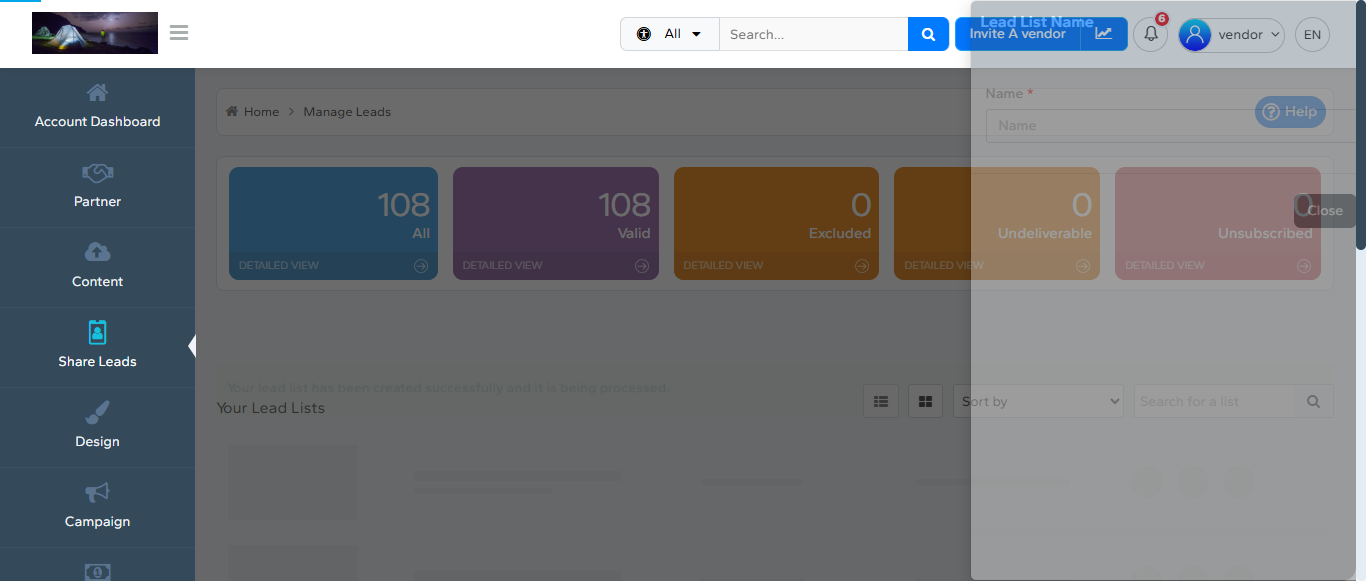 All
Search...
Invite A vendor
Lead List Name
6
vendor
EN
Account Dashboard
Partner
Content
Share Leads
Design
Campaign
Home
Manage Leads
Name *
Name
Help
Close
108
All
DETAILED VIEW
108
Valid
DETAILED VIEW
0
Excluded
DETAILED VIEW
0
Undeliverable
DETAILED VIEW
0
Unsubscribed
DETAILED VIEW
Your lead list has been created successfully and it is being processed
Your Lead Lists
Sort by
Search for a list